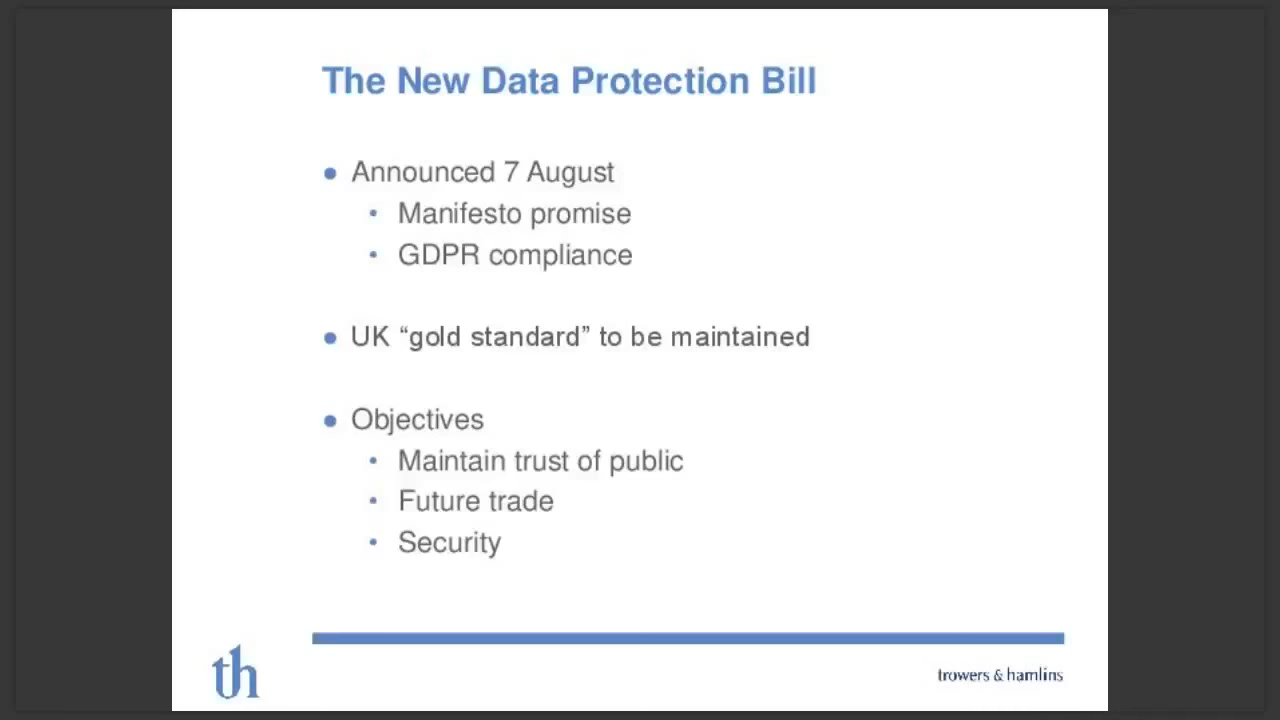 The New Data Protection Bill
● Announced 7 August
• Manifesto promise
• GDPR compliance
● UK “gold standard” to be maintained
● Objectives
• Maintain trust of public
• Future trade
• Security
th
trowers & hamlins